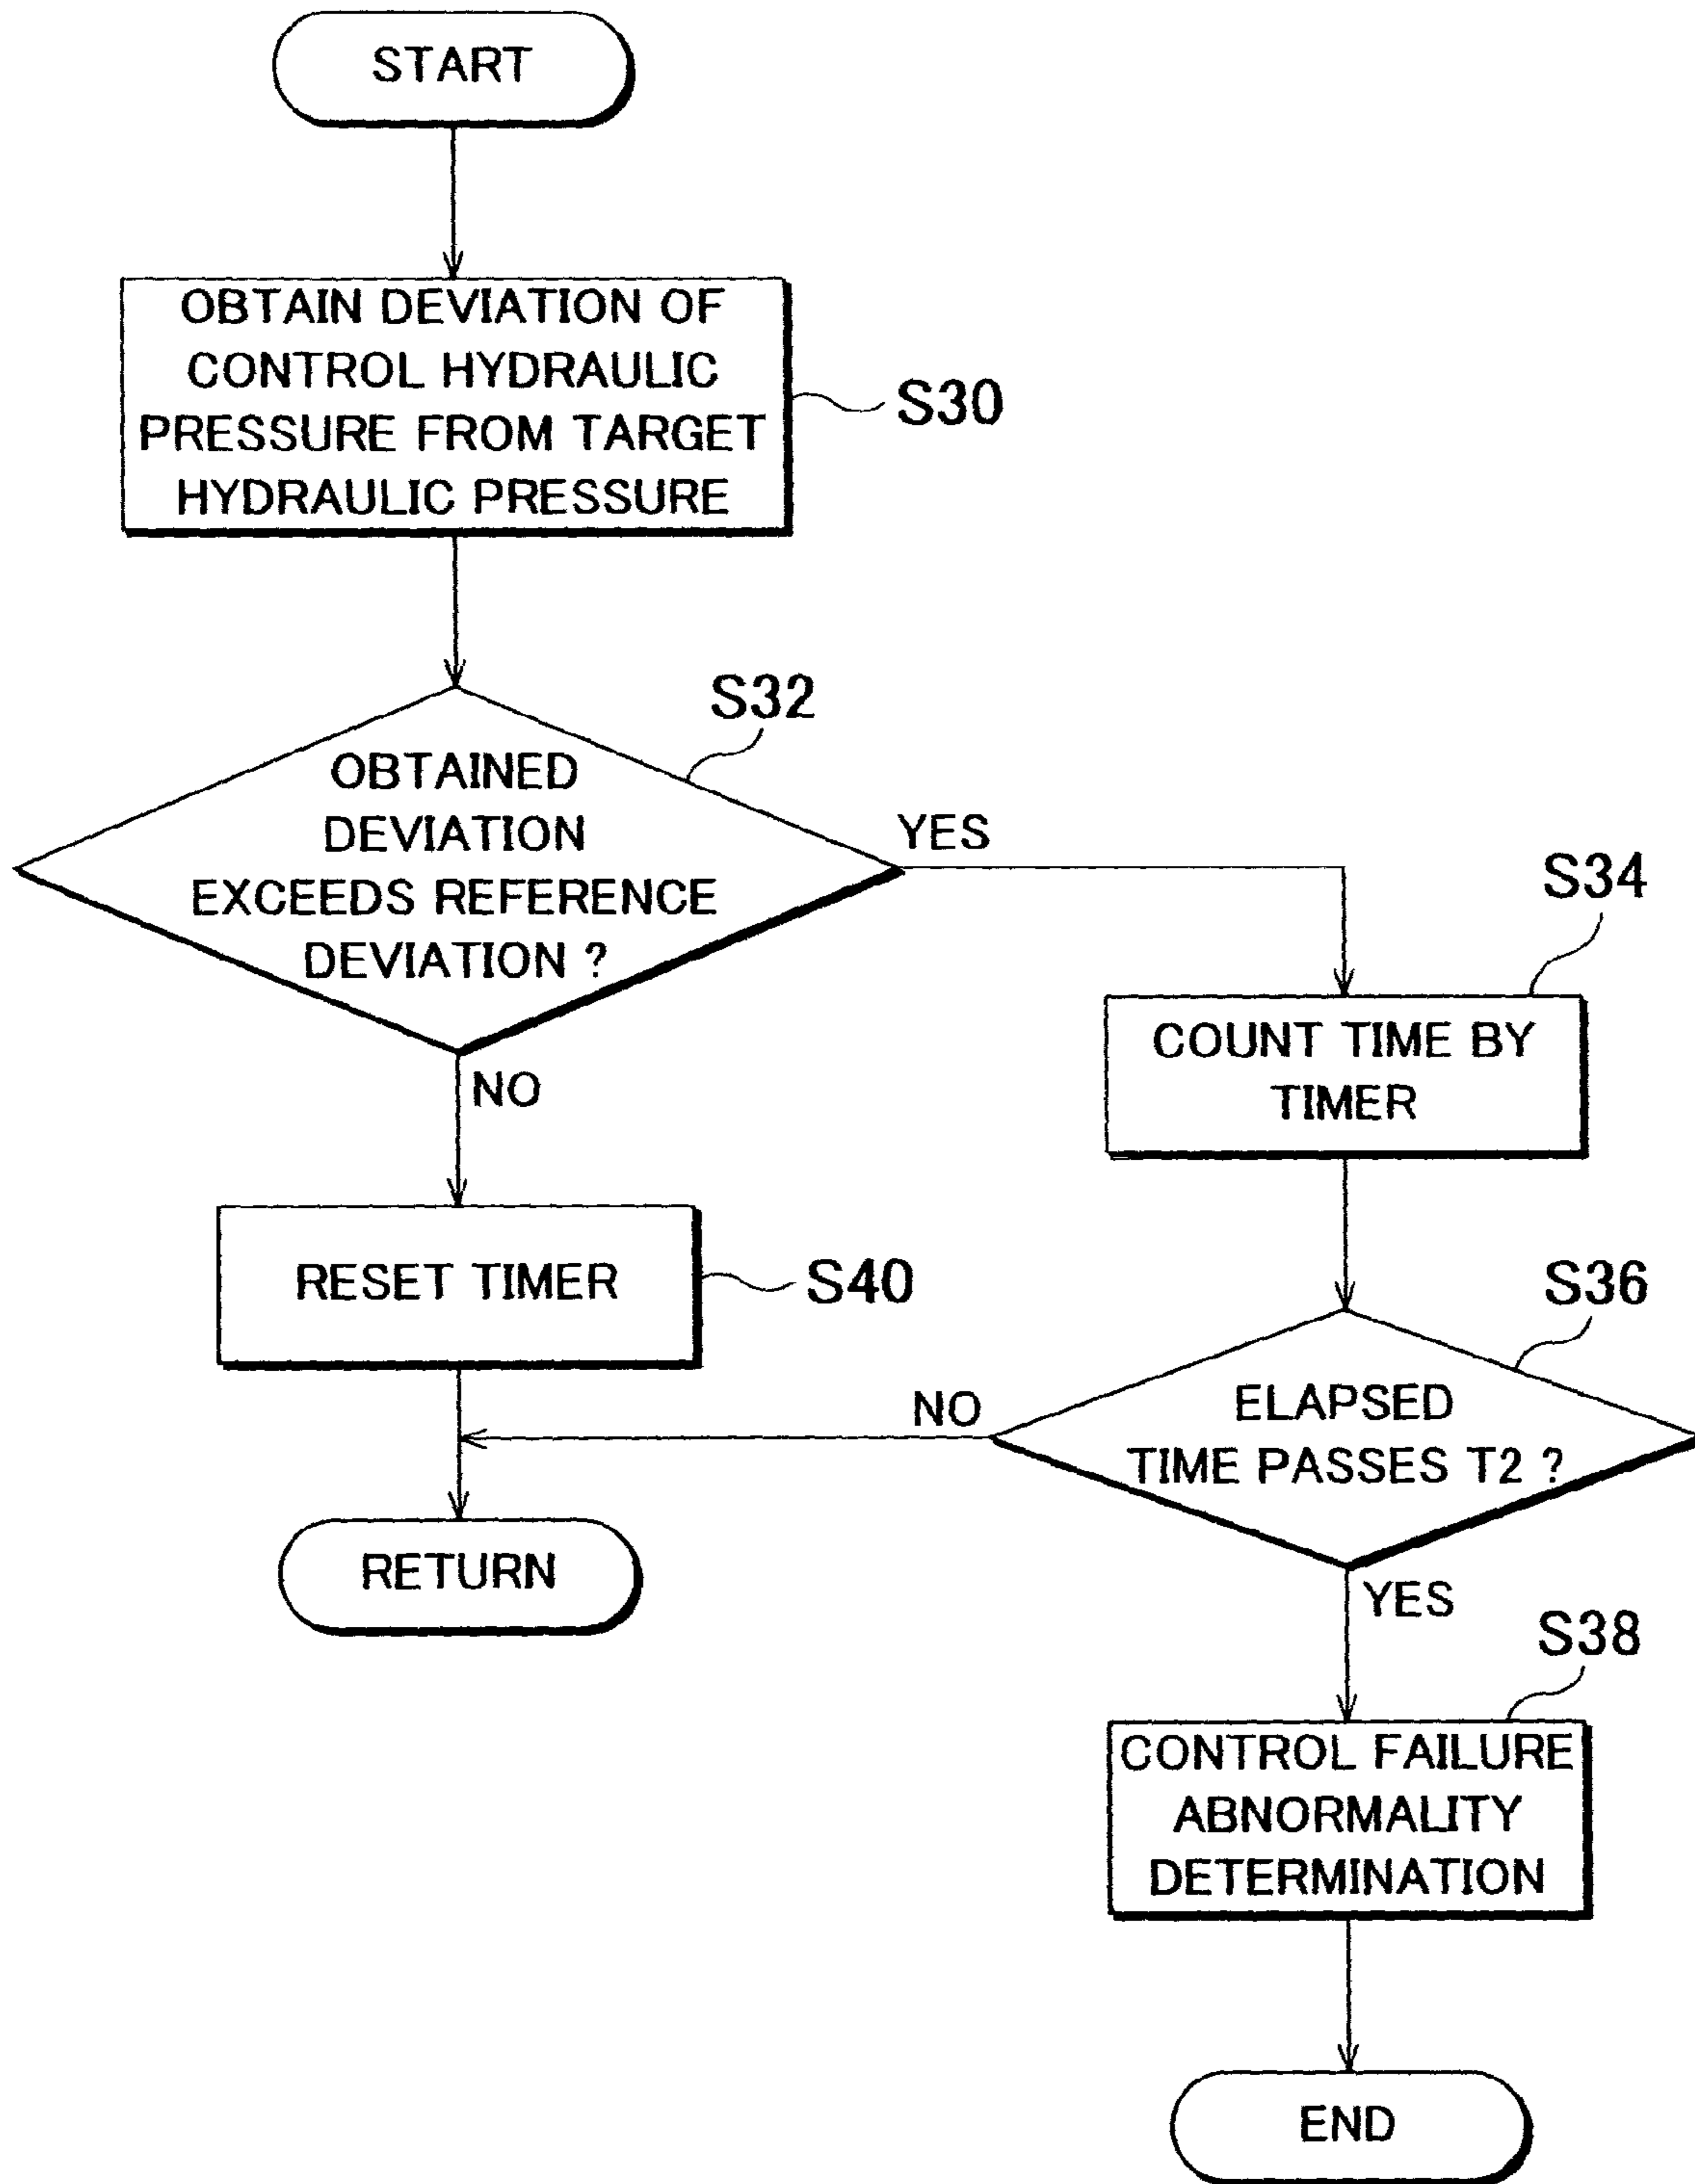 START
OBTAIN DEVIATION OF
CONTROL HYDRAULIC
PRESSURE FROM TARGET
HYDRAULIC PRESSURE
S30
S32
OBTAINED
DEVIATION
EXCEEDS REFERENCE
DEVIATION ?
YES
NO
S34
COUNT TIME BY
TIMER
RESET TIMER
S40
S36
ELAPSED
TIME PASSES T2 ?
NO
YES
RETURN
S38
CONTROL FAILURE
ABNORMALITY
DETERMINATION
END